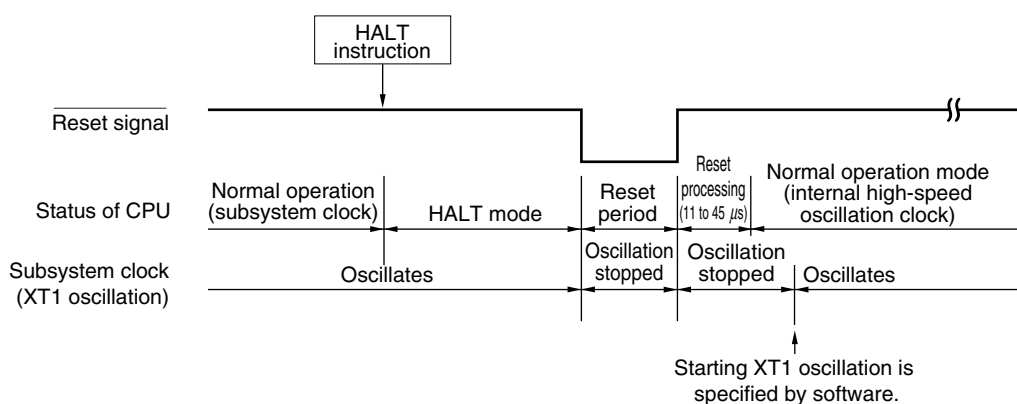 HALT
instruction
Reset signal
Status of CPU
Normal operation
(subsystem clock)
HALT mode
Reset
period
Reset
processing
(11 to 45 μs)
Normal operation mode
(internal high-speed
oscillation clock)
Subsystem clock
(XT1 oscillation)
Oscillates
Oscillation
stopped
Oscillation
stopped
Oscillates
Starting XT1 oscillation is
specified by software.